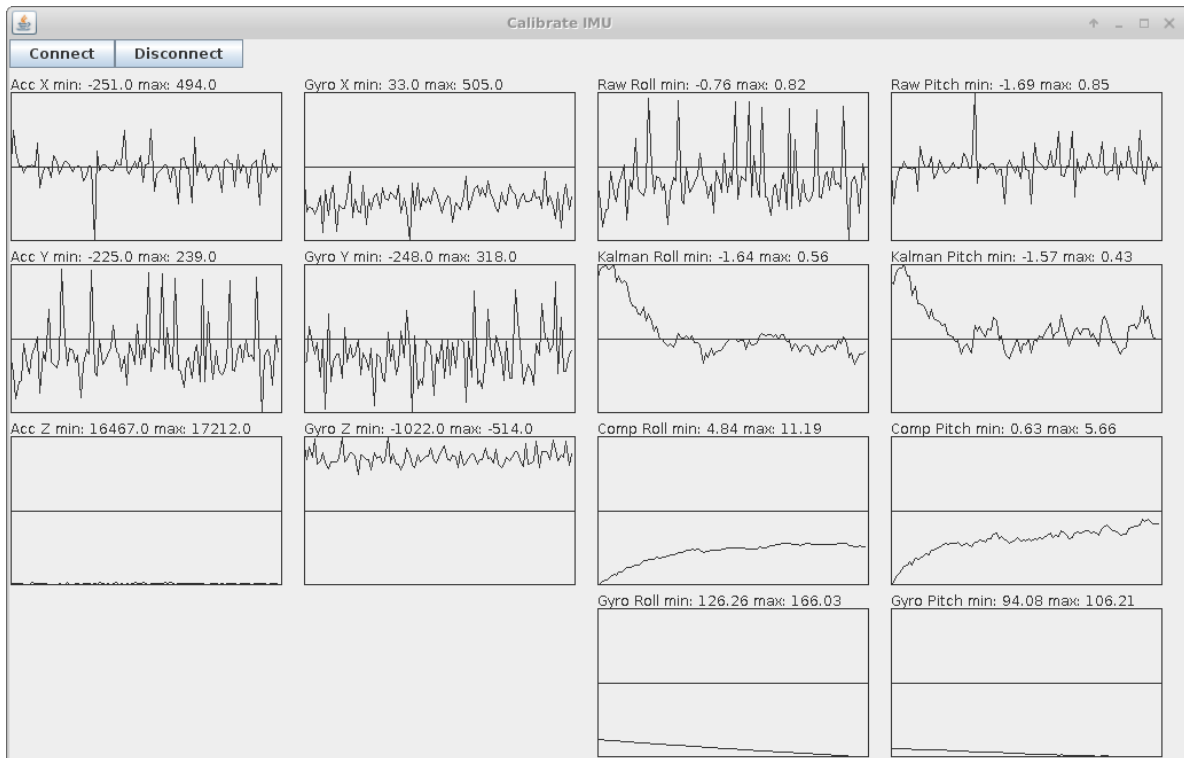 Calibrate IMU
Connect Disconnect
Acc X min: -251.0 max: 494.0
Gyro X min: 33.0 max: 505.0
Raw Roll min: -0.76 max: 0.82
Raw Pitch min: -1.69 max: 0.85
Acc Y min: -225.0 max: 239.0
Gyro Y min: -248.0 max: 318.0
Kalman Roll min: -1.64 max: 0.56
Kalman Pitch min: -1.57 max: 0.43
Acc Z min: 16467.0 max: 17212.0
Gyro Z min: -1022.0 max: -514.0
Comp Roll min: 4.84 max: 11.19
Comp Pitch min: 0.63 max: 5.66
Gyro Roll min: 126.26 max: 166.03
Gyro Pitch min: 94.08 max: 106.21